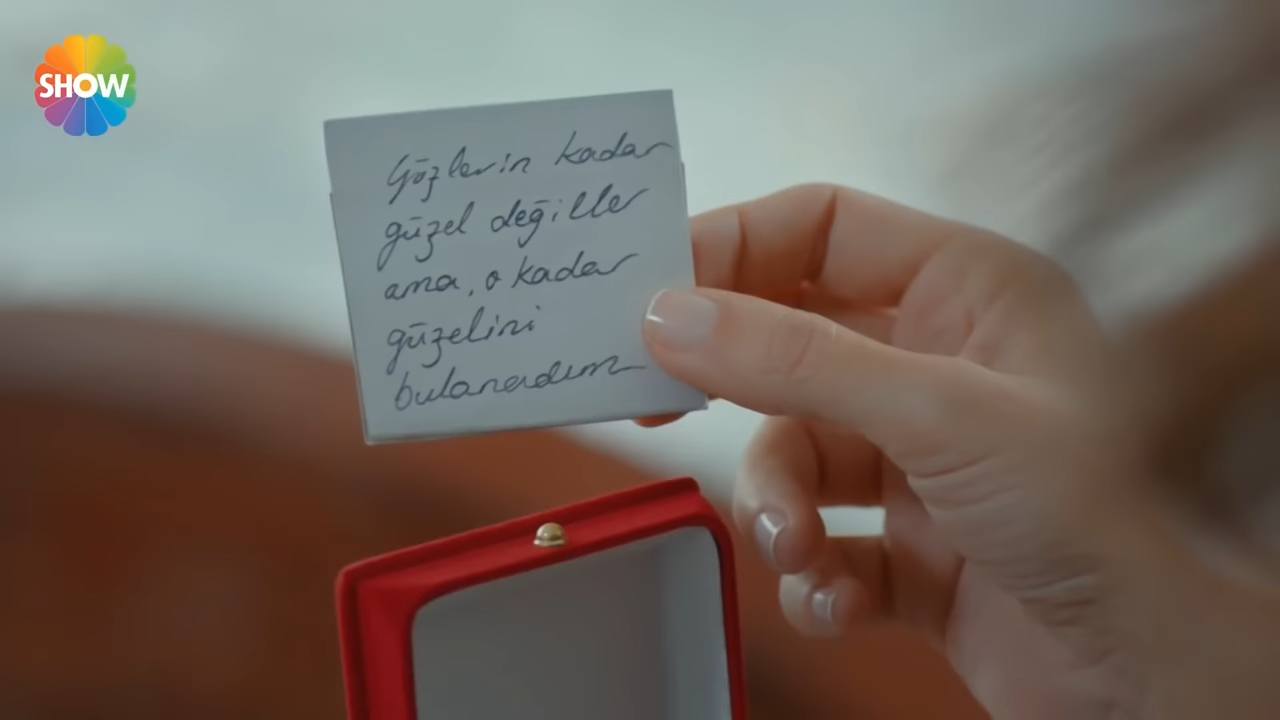 SHOW
Gözlerin kadar
güzel değiller
ama, o kadar
güzelini
bulamadım